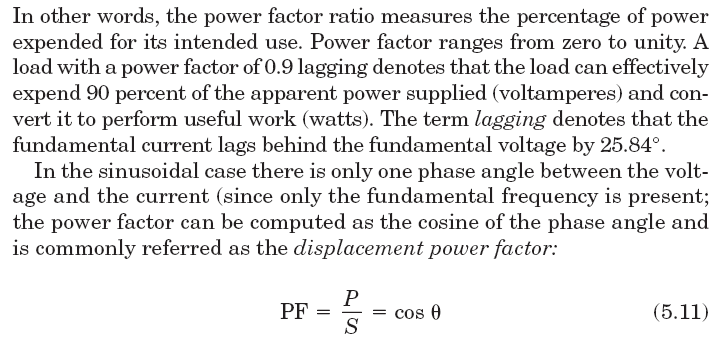 In other words, the power factor ratio measures the percentage of power
expended for its intended use. Power factor ranges from zero to unity. A
load with a power factor of 0.9 lagging denotes that the load can effectively
expend 90 percent of the apparent power supplied (voltamperes) and con-
vert it to perform useful work (watts). The term lagging denotes that the
fundamental current lags behind the fundamental voltage by 25.84°.
In the sinusoidal case there is only one phase angle between the volt-
age and the current (since only the fundamental frequency is present;
the power factor can be computed as the cosine of the phase angle and
is commonly referred as the displacement power factor:
PF = P/S = cos θ (5.11)